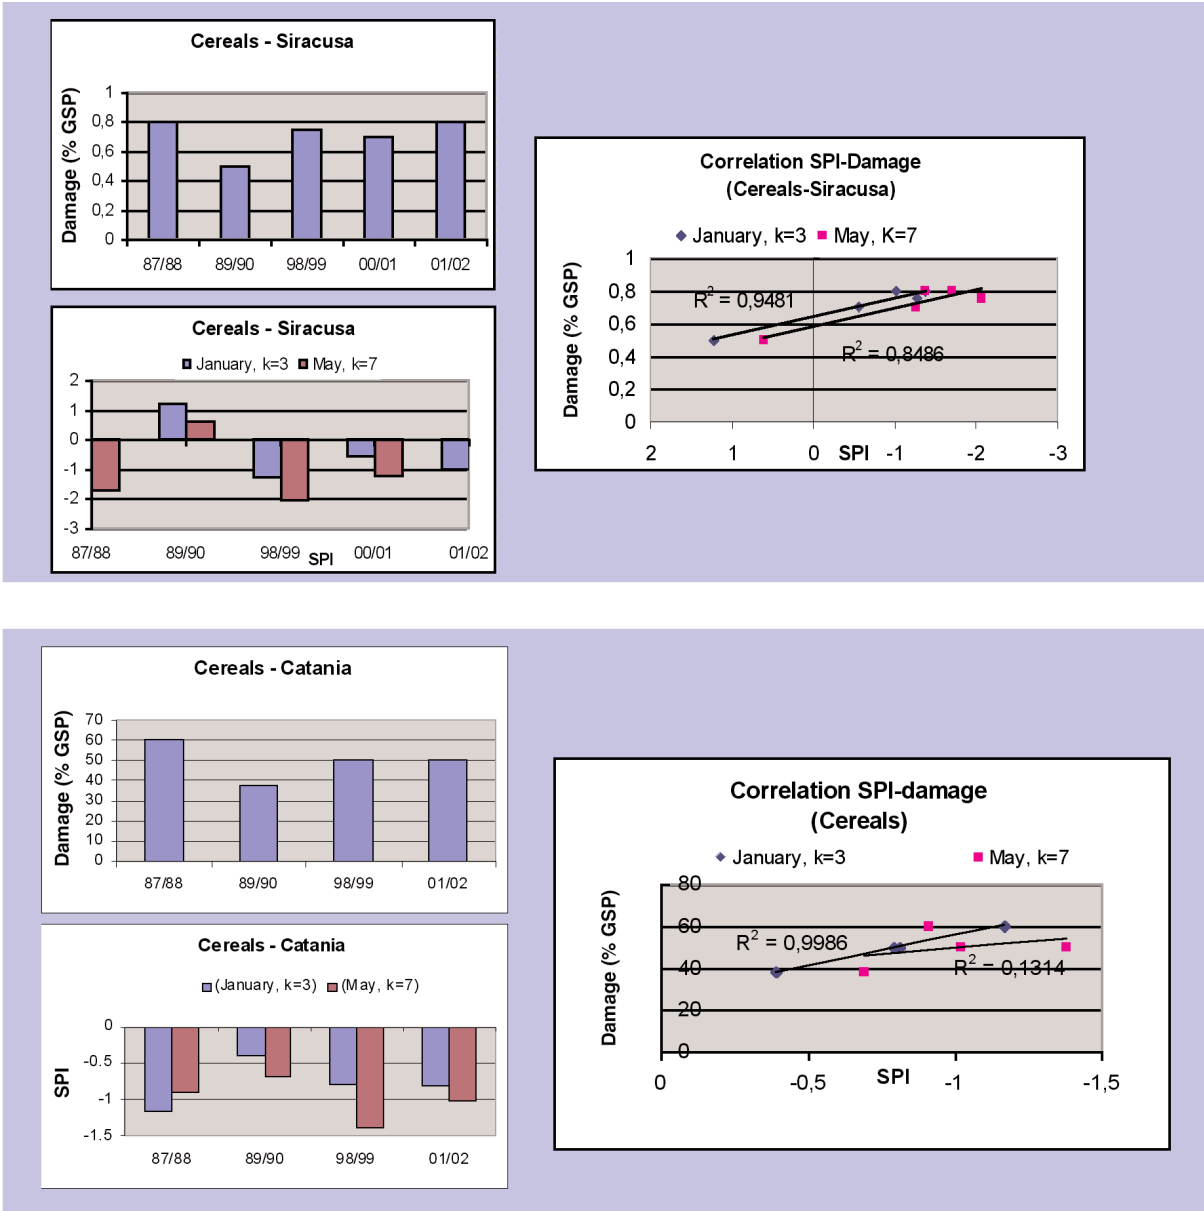 Cereals - Siracusa
Damage (% GSP)
1
0,8
0,6
0,4
0,2
0
87/88 89/90 98/99 00/01 01/02
Cereals - Siracusa
January, k=3 May, k=7
2
1
0
-1
-2
-3
87/88 89/90 98/99 SPI 00/01 01/02
Correlation SPI-Damage
(Cereals-Siracusa)
January, k=3 May, K=7
Damage (% GSP)
1
0,8
0,6
0,4
0,2
0
R2 = 0,9481
R2 = 0,8486
2 1 0 SPI -1 -2 -3
Cereals - Catania
Damage (% GSP)
70
60
50
40
30
20
10
0
87/88 89/90 98/99 01/02
Cereals - Catania
(January, k=3) (May, k=7)
SPI
0
-0.5
-1
-1.5
87/88 89/90 98/99 01/02
Correlation SPI-damage
(Cereals)
January, k=3 May, k=7
Damage (% GSP)
80
60
40
20
0
R2 = 0,9986
R2 = 0,1314
0 -0,5 SPI -1 -1,5